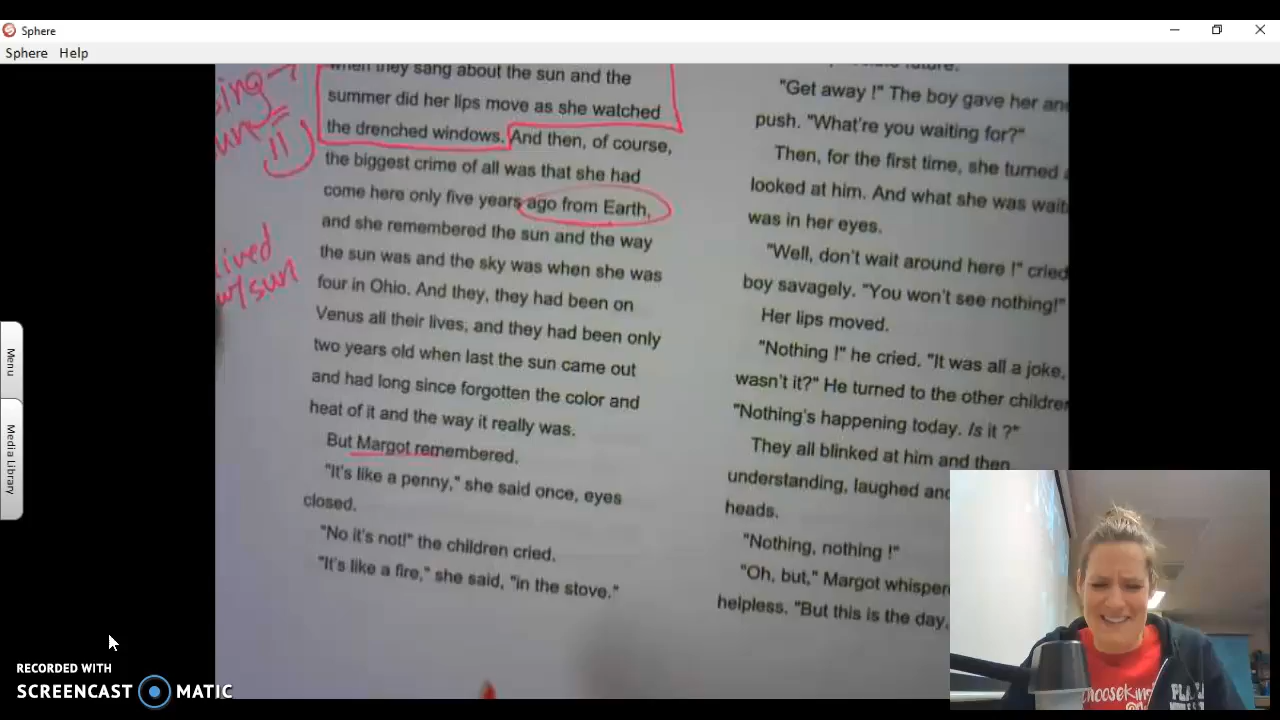 Sphere
Sphere Help
when they sang about the sun and the
summer did her lips move as she watched
the drenched windows. And then, of course,
the biggest crime of all was that she had
come here only five years ago from Earth,
and she remembered the sun and the way
the sun was and the sky was when she was
four in Ohio. And they, they had been on
Venus all their lives, and they had been only
two years old when last the sun came out
and had long since forgotten the color and
heat of it and the way it really was.
But Margot remembered.
"It's like a penny," she said once, eyes
closed.
"No it's not!" the children cried.
"It's like a fire," she said, "in the stove."
lived
w/ sun
future.
"Get away !" The boy gave her
push. "What're you waiting for?"
Then, for the first time, she turned
looked at him. And what she was
was in her eyes.
"Well, don't wait around here !" cried
boy savagely. "You won't see nothing!"
Her lips moved.
"Nothing !" he cried. "It was all a joke,
wasn't it?" He turned to the other
"Nothing's happening today. Is it ?"
They all blinked at him and then,
understanding, laughed
heads.
"Nothing, nothing !"
"Oh, but," Margot
helpless. "But this is the day,
Menu
Media Library
RECORDED WITH
SCREENCAST MATIC